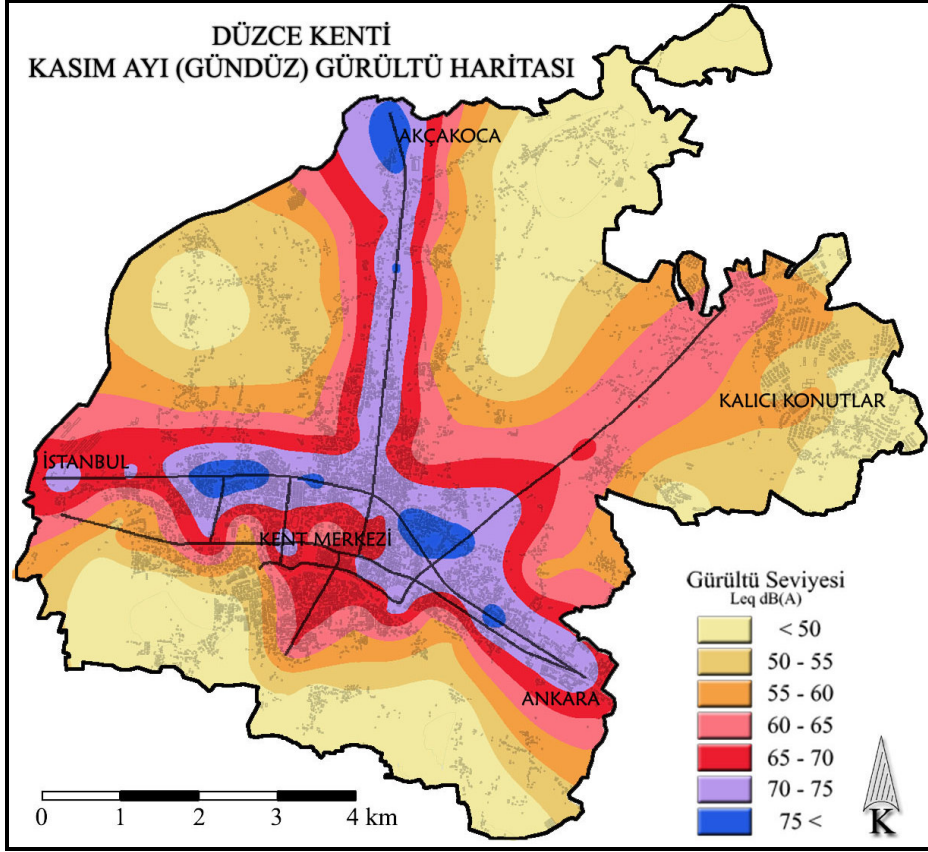 DÜZCE KENTİ
KASIM AYI (GÜNDÜZ) GÜRÜLTÜ HARİTASI
AKÇAKOCA
KALICI KONUTLAR
İSTANBUL
KENT MERKEZİ
ANKARA
Gürültü Seviyesi
Leq dB(A)
< 50
50 - 55
55 - 60
60 - 65
65 - 70
70 - 75
75 <
K
0 1 2 3 4 km